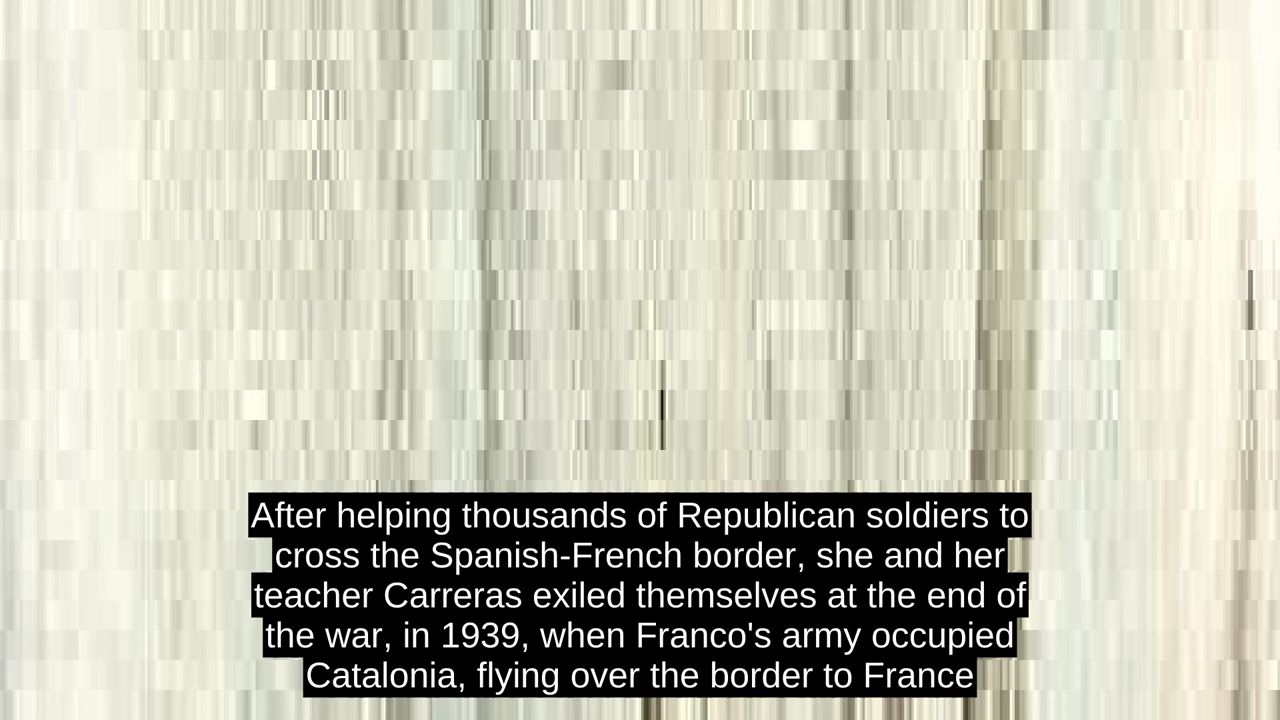 After helping thousands of Republican soldiers to
cross the Spanish-French border, she and her
teacher Carreras exiled themselves at the end of
the war, in 1939, when Franco's army occupied
Catalonia, flying over the border to France